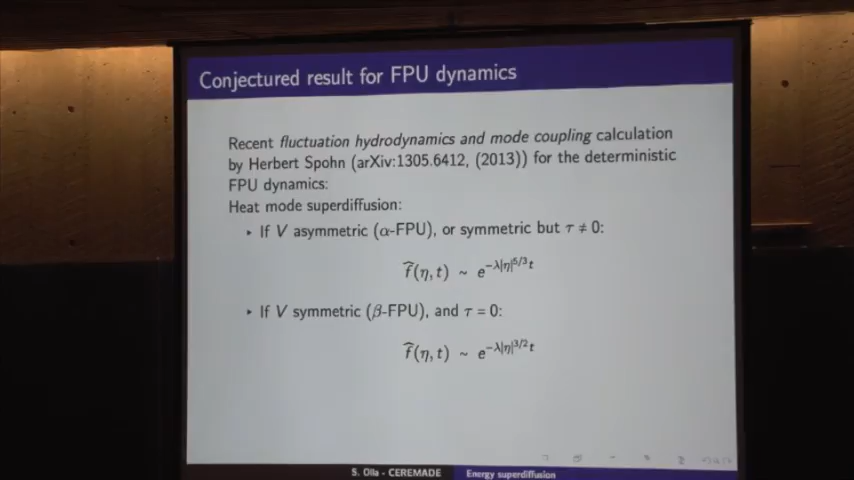 Conjectured result for FPU dynamics
Recent fluctuation hydrodynamics and mode coupling calculation
by Herbert Spohn (arXiv:1305.6412, (2013)) for the deterministic
FPU dynamics:
Heat mode superdiffusion:
‣ If V asymmetric (α-FPU), or symmetric but τ ≠ 0:
f̂(η, t) ~ e^{-λ|η|^{5/3}t}
‣ If V symmetric (β-FPU), and τ = 0:
f̂(η, t) ~ e^{-λ|η|^{3/2}t}
S. Olla - CEREMADE Energy superdiffusion